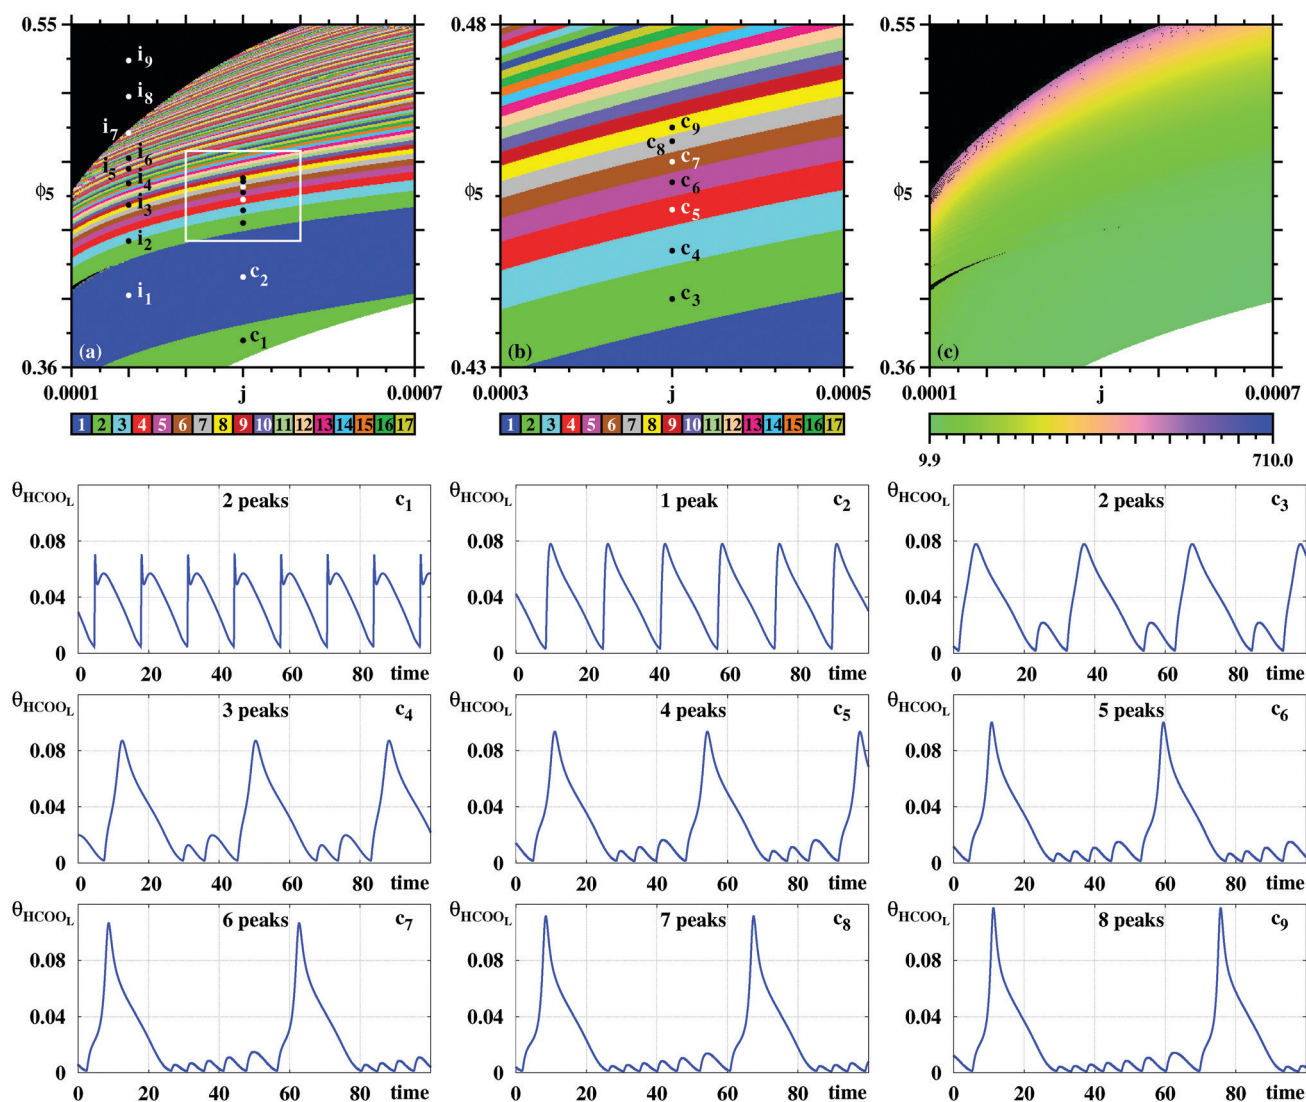 0.55
i9
i8
i7
i6
i5
i4
i3
i2
i1
c2
c1
ϕ5
(a)
0.36
0.0001
j
0.0007
1 2 3 4 5 6 7 8 9 10 11 12 13 14 15 16 17
0.48
c9
c8
c7
c6
c5
c4
c3
ϕ5
(b)
0.43
0.0003
j
0.0005
1 2 3 4 5 6 7 8 9 10 11 12 13 14 15 16 17
0.55
ϕ5
(c)
0.36
0.0001
j
0.0007
9.9
710.0
θHCOOL
2 peaks
c1
0.08
0.04
0
0 20 40 60 80 time
θHCOOL
1 peak
c2
0.08
0.04
0
0 20 40 60 80 time
θHCOOL
2 peaks
c3
0.08
0.04
0
0 20 40 60 80 time
θHCOOL
3 peaks
c4
0.08
0.04
0
0 20 40 60 80 time
θHCOOL
4 peaks
c5
0.08
0.04
0
0 20 40 60 80 time
θHCOOL
5 peaks
c6
0.08
0.04
0
0 20 40 60 80 time
θHCOOL
6 peaks
c7
0.08
0.04
0
0 20 40 60 80 time
θHCOOL
7 peaks
c8
0.08
0.04
0
0 20 40 60 80 time
θHCOOL
8 peaks
c9
0.08
0.04
0
0 20 40 60 80 time